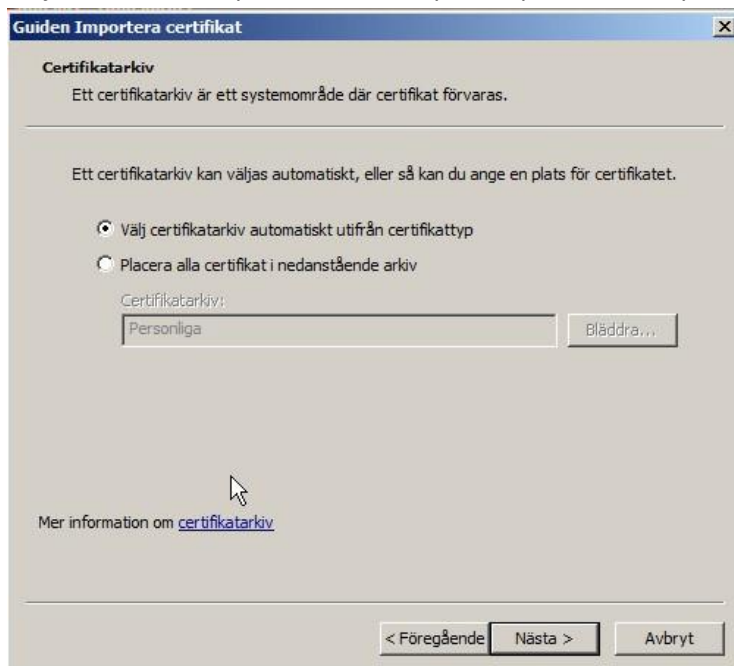 Guiden Importera certifikat
Certifikatarkiv
Ett certifikatarkiv är ett systemområde där certifikat förvaras.
Ett certifikatarkiv kan väljas automatiskt, eller så kan du ange en plats för certifikatet.
Välj certifikatarkiv automatiskt utifrån certifikattyp
Placera alla certifikat i nedanstående arkiv
Certifikatarkiv:
Personliga
Bläddra...
Mer information om certifikatarkiv
< Föregående Nästa > Avbryt